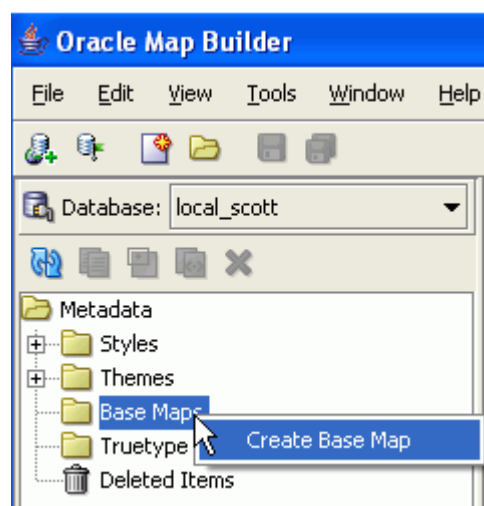 Oracle Map Builder
File Edit View Tools Window Help
Database: local_scott
Metadata
Styles
Themes
Base Maps
Create Base Map
Truetype
Deleted Items